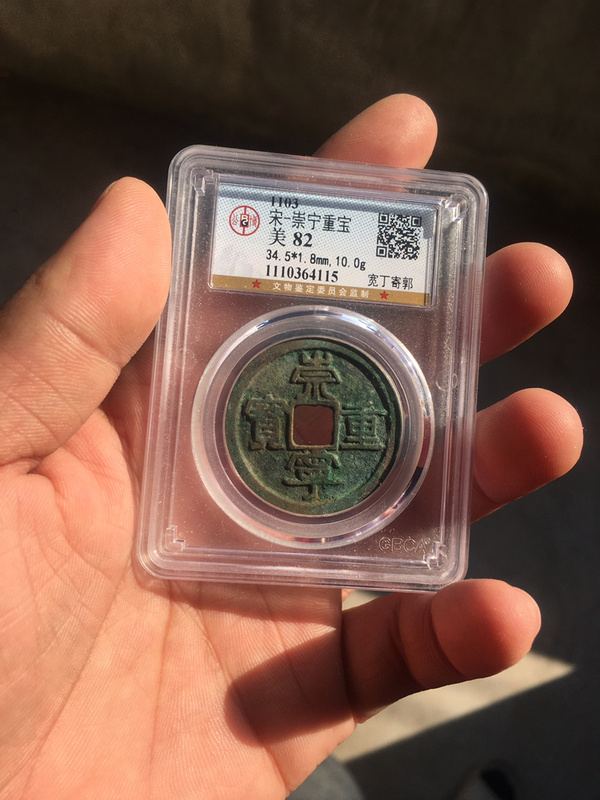 1103
宋-崇宁重宝
美 82
34.5*1.8mm,10.0g
1110364115
宽丁寄郭
文物鉴定委员会监制
崇
寳 重
寧
GBCA